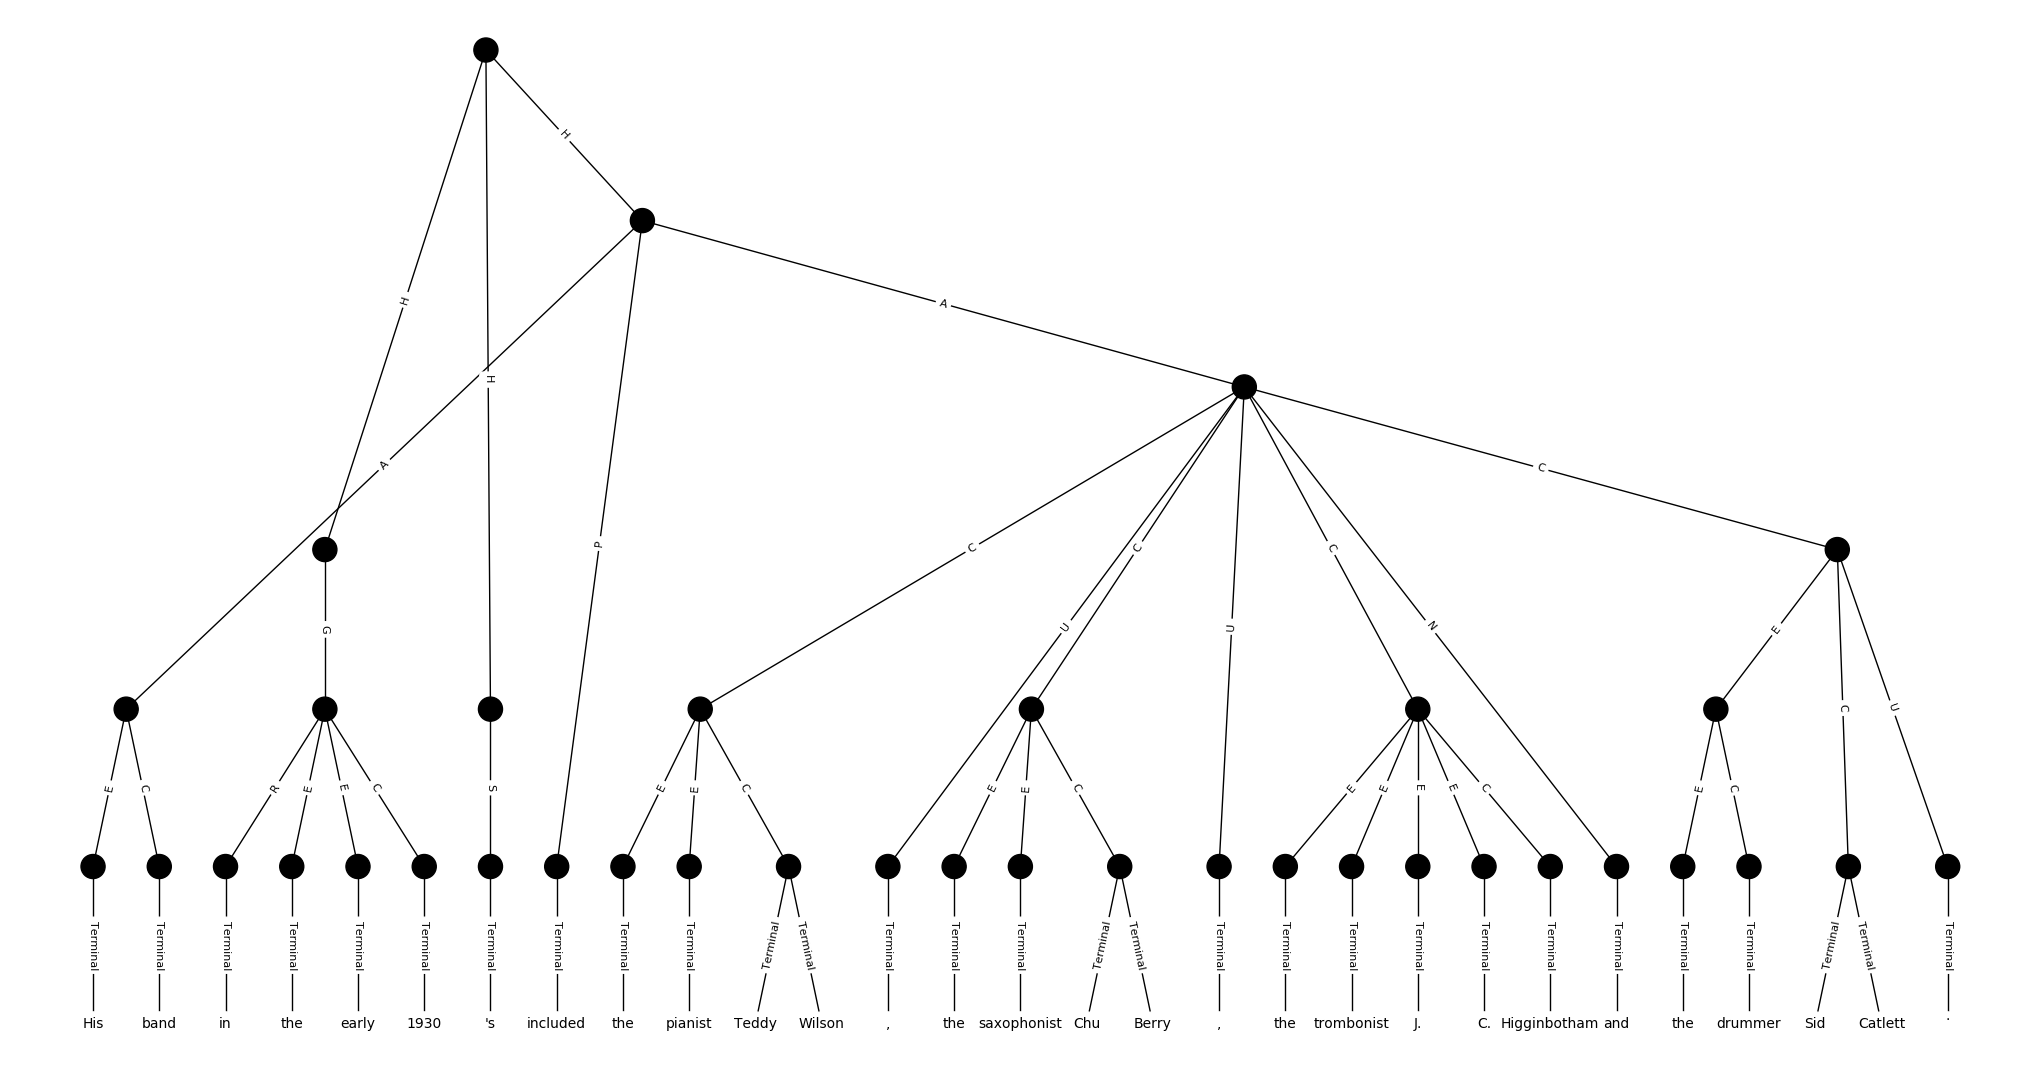 H
H
A
H
A
C
P
C
C
C
U
U
N
G
E
E
C
R
E
E
C
S
E
E
C
E
E
C
E
E
E
E
C
E
C
C
U
Terminal Terminal Terminal Terminal Terminal Terminal Terminal Terminal Terminal Terminal Terminal Terminal Terminal Terminal Terminal Terminal Terminal Terminal Terminal Terminal Terminal Terminal Terminal Terminal Terminal Terminal Terminal Terminal Terminal
His band in the early 1930 's included the pianist Teddy Wilson , the saxophonist Chu Berry , the trombonist J. C. Higginbotham and the drummer Sid Catlett .